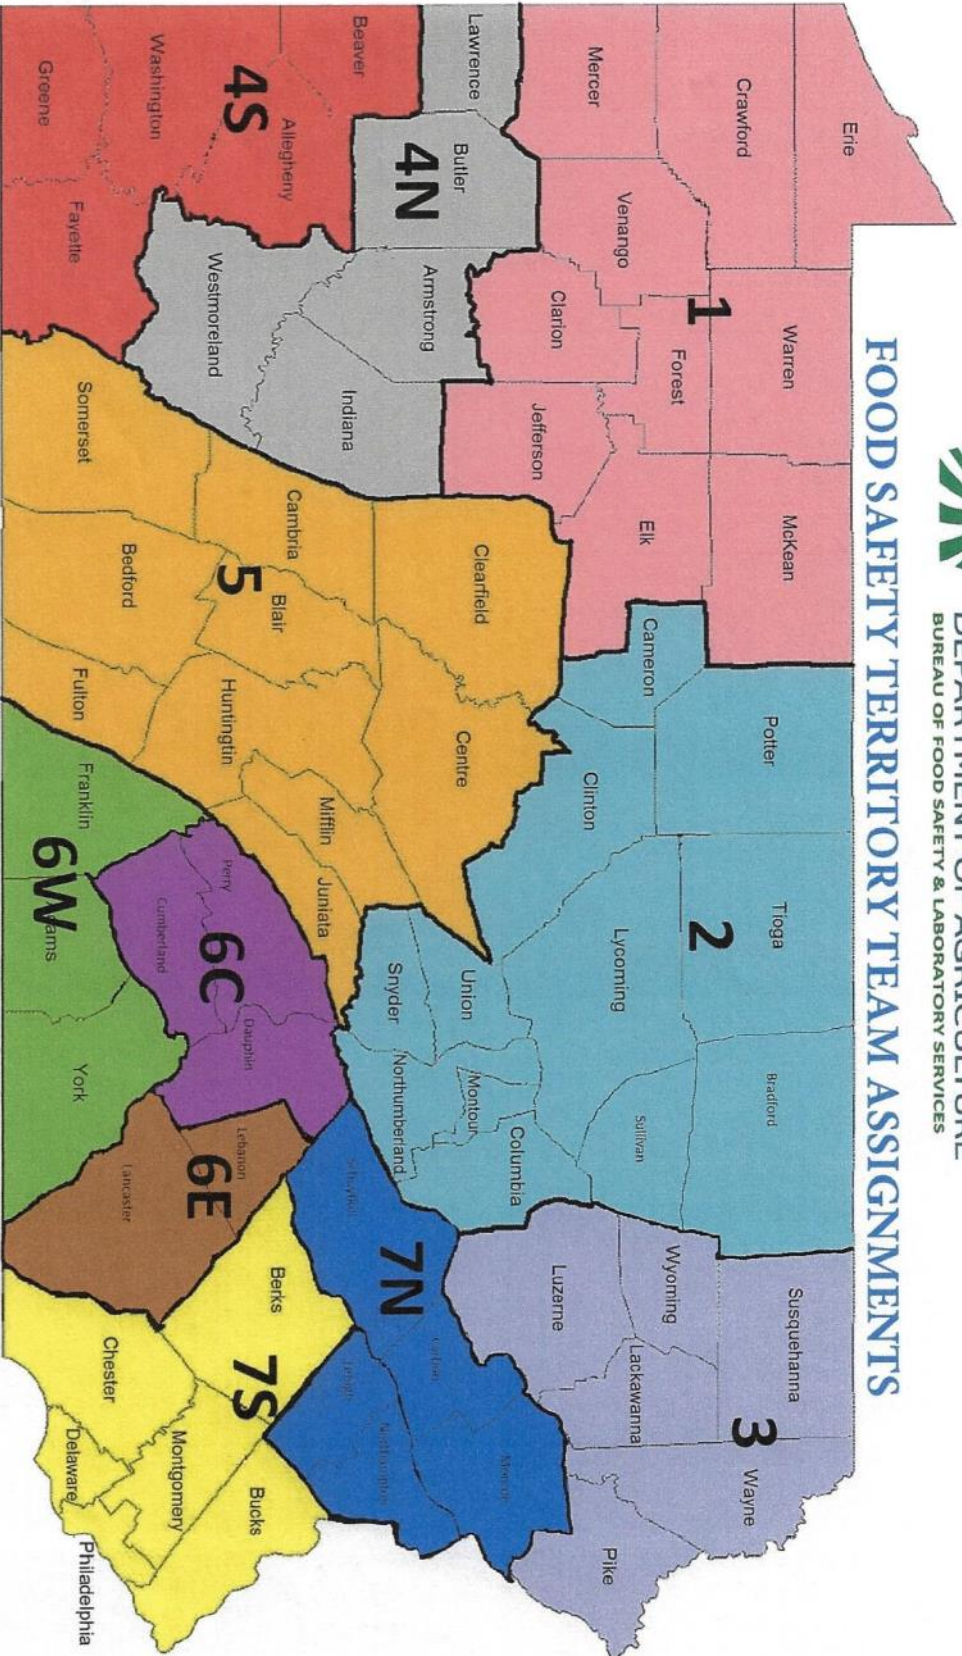 DEPARTMENT OF AGRICULTURE
BUREAU OF FOOD SAFETY & LABORATORY SERVICES
FOOD SAFETY TERRITORY TEAM ASSIGNMENTS
Erie
Crawford
Warren
McKean
Potter
Tioga
Bradford
Susquehanna
Wayne
1
2
3
Mercer
Venango
Forest
Elk
Cameron
Clinton
Lycoming
Sullivan
Wyoming
Lackawanna
Pike
Lawrence
Butler
4N
Clarion
Jefferson
Clearfield
Centre
Union
Montour
Columbia
Luzerne
Monroe
Armstrong
Indiana
Snyder
Northumberland
7N
Carbon
Beaver
Allegheny
4S
Westmoreland
Cambria
5
Blair
Huntingtin
Mifflin
Juniata
Perry
6C
Dauphin
Schuylkill
Lehigh
Northampton
Washington
Cumberland
Lebanon
6E
Berks
7S
Bucks
Greene
Fayette
Somerset
Bedford
Fulton
Franklin
6W
ams
York
Lancaster
Chester
Montgomery
Delaware
Philadelphia